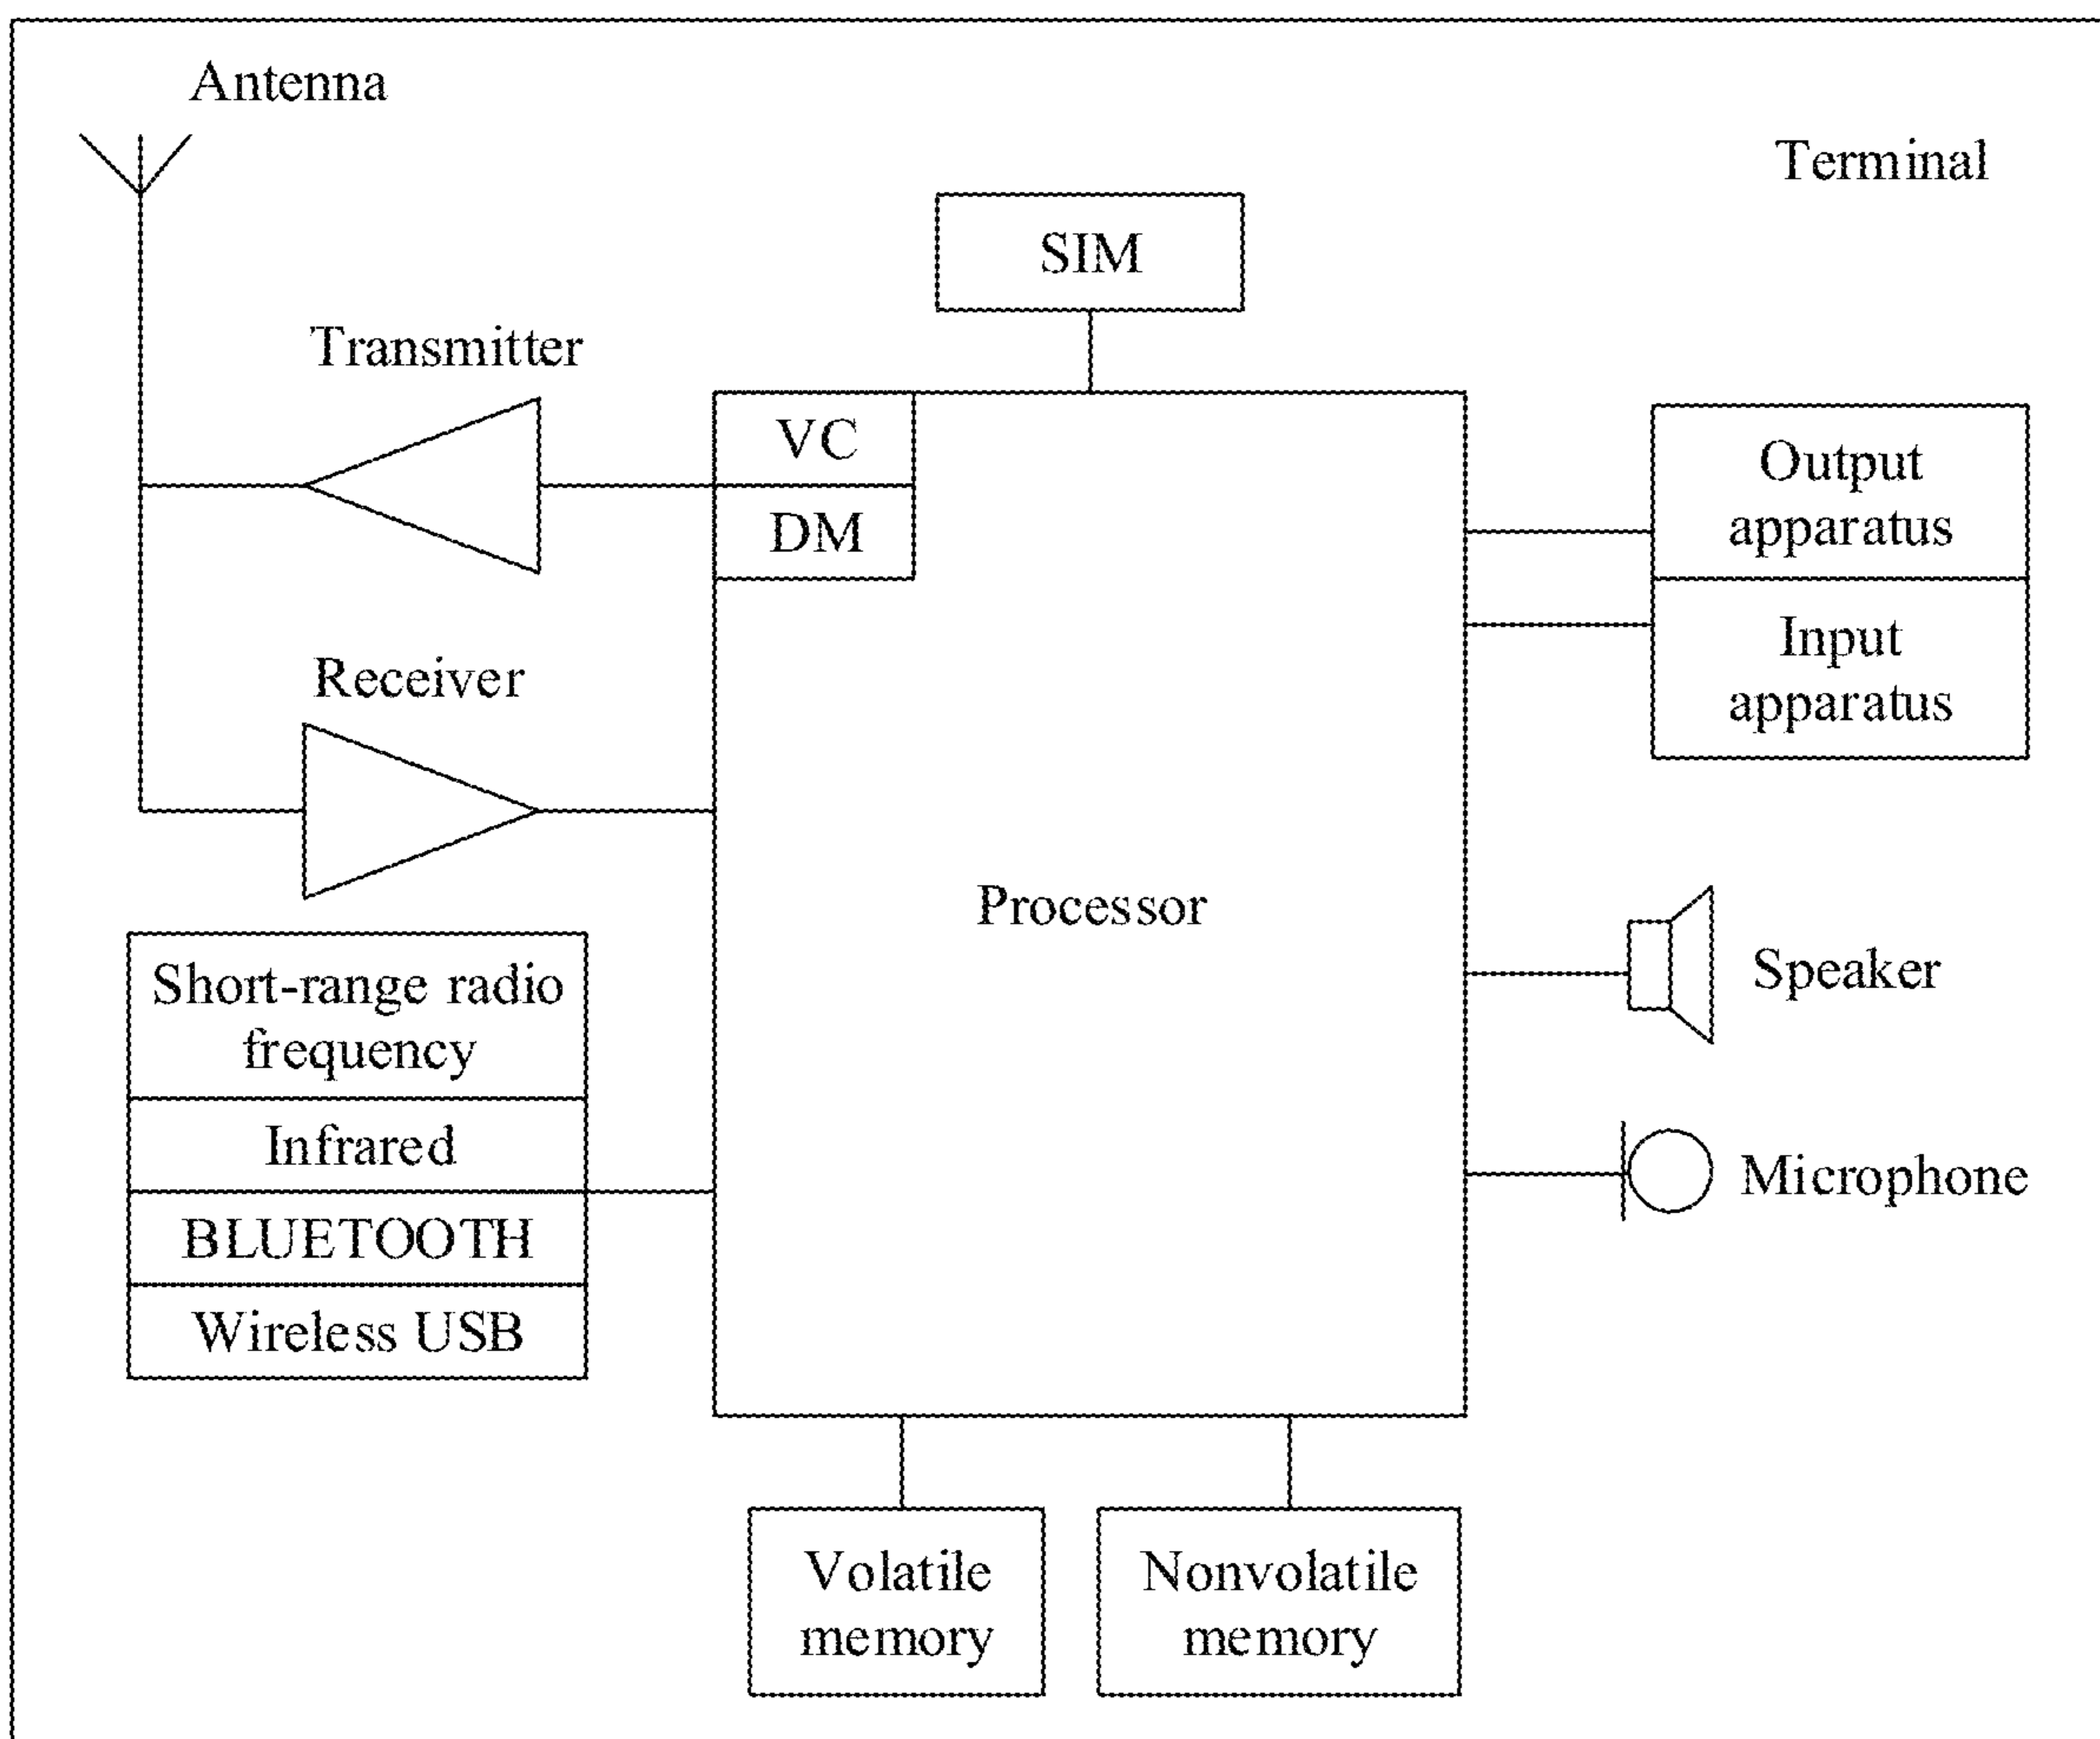 Antenna
Terminal
SIM
Transmitter
VC
DM
Output
apparatus
Input
apparatus
Receiver
Processor
Speaker
Short-range radio
frequency
Infrared
BLUETOOTH
Wireless USB
Microphone
Volatile
memory
Nonvolatile
memory